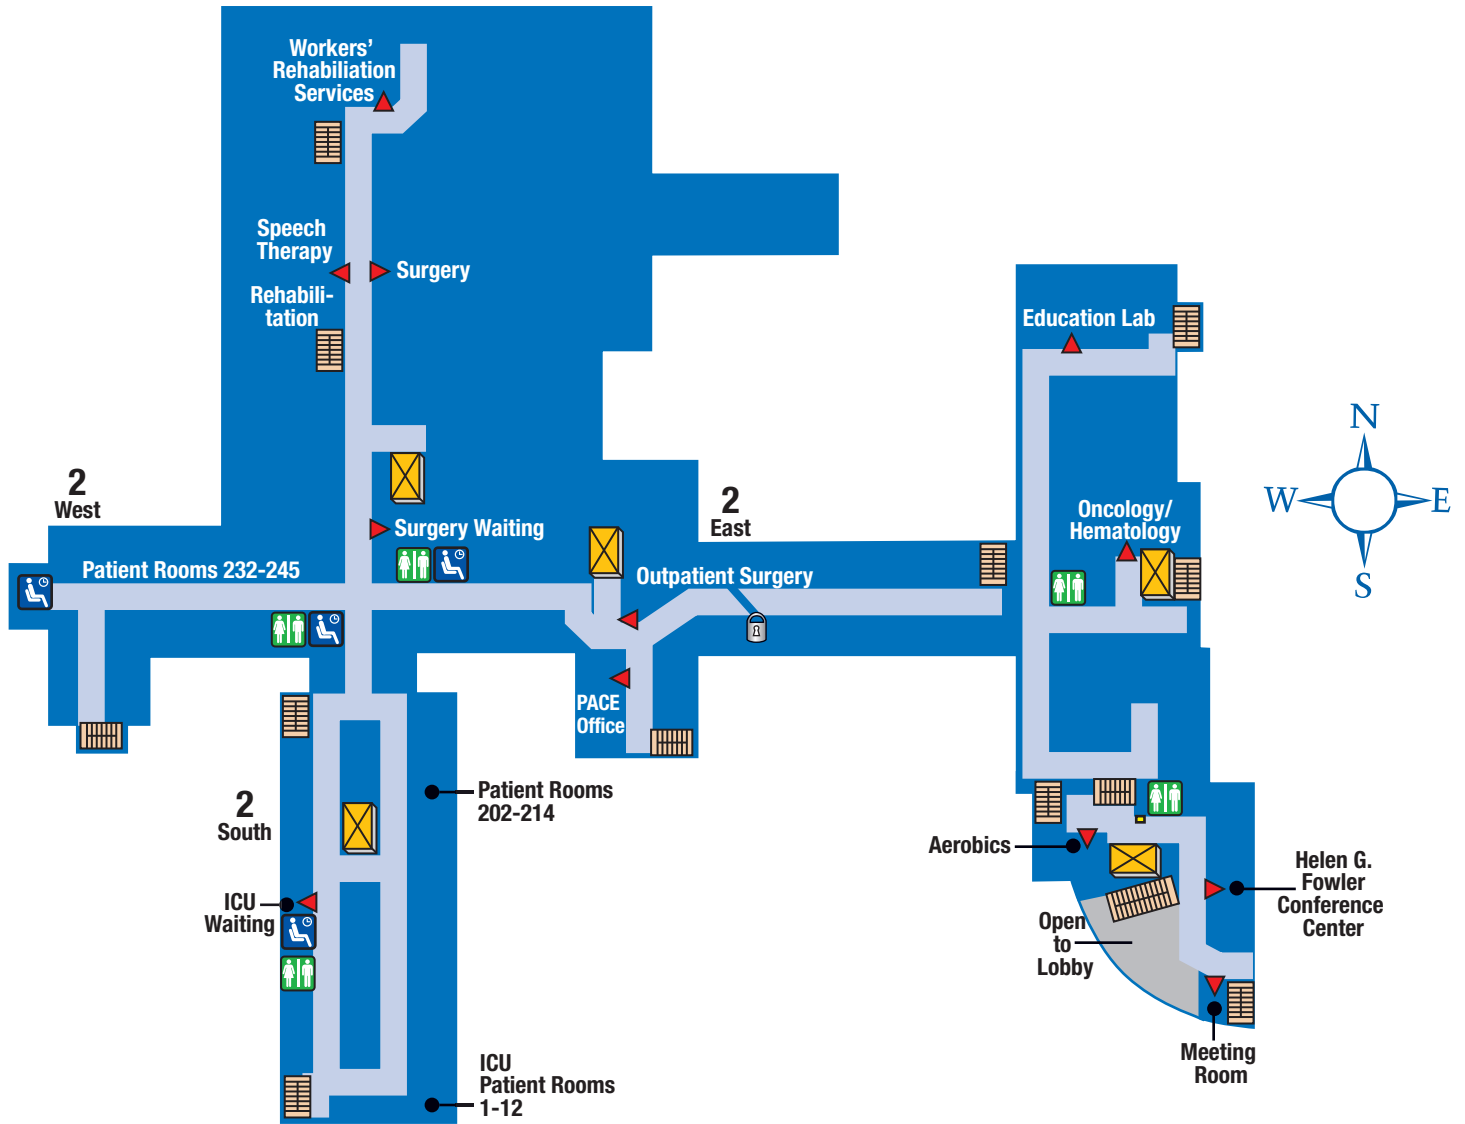 Workers’
Rehabiliation
Services
Speech
Therapy
Surgery
Rehabili-
tation
Education Lab
N
W
E
S
2
West
2
East
Surgery Waiting
Oncology/
Hematology
Patient Rooms 232-245
Outpatient Surgery
PACE
Office
2
South
Patient Rooms
202-214
Aerobics
Helen G.
Fowler
Conference
Center
ICU
Waiting
Open
to
Lobby
Meeting
Room
ICU
Patient Rooms
1-12